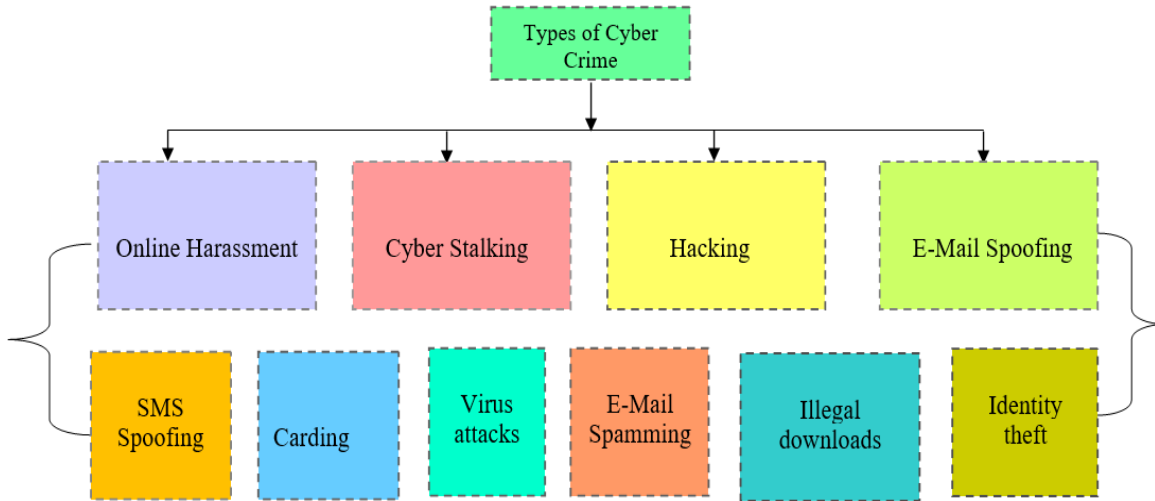 Types of Cyber
Crime
Online Harassment
Cyber Stalking
Hacking
E-Mail Spoofing
SMS
Spoofing
Carding
Virus
attacks
E-Mail
Spamming
Illegal
downloads
Identity
theft